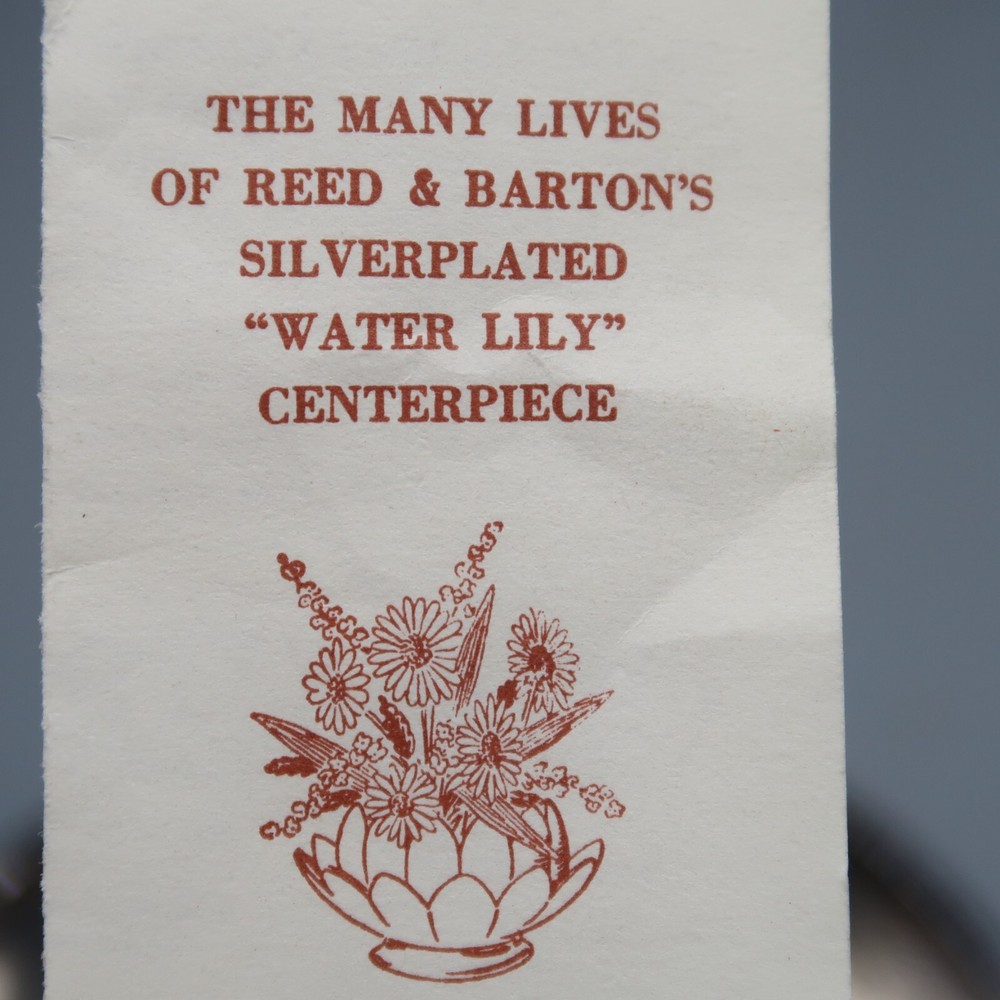 THE MANY LIVES
OF REED & BARTON'S
SILVERPLATED
“WATER LILY”
CENTERPIECE